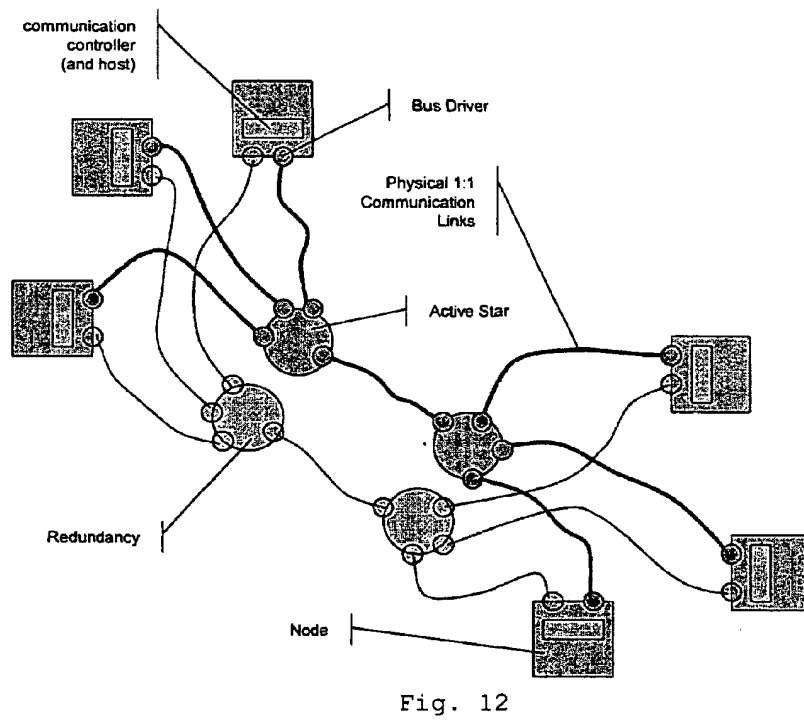 communication
controller
(and host)
Bus Driver
Physical 1:1
Communication
Links
Active Star
Redundancy
Node
Fig. 12